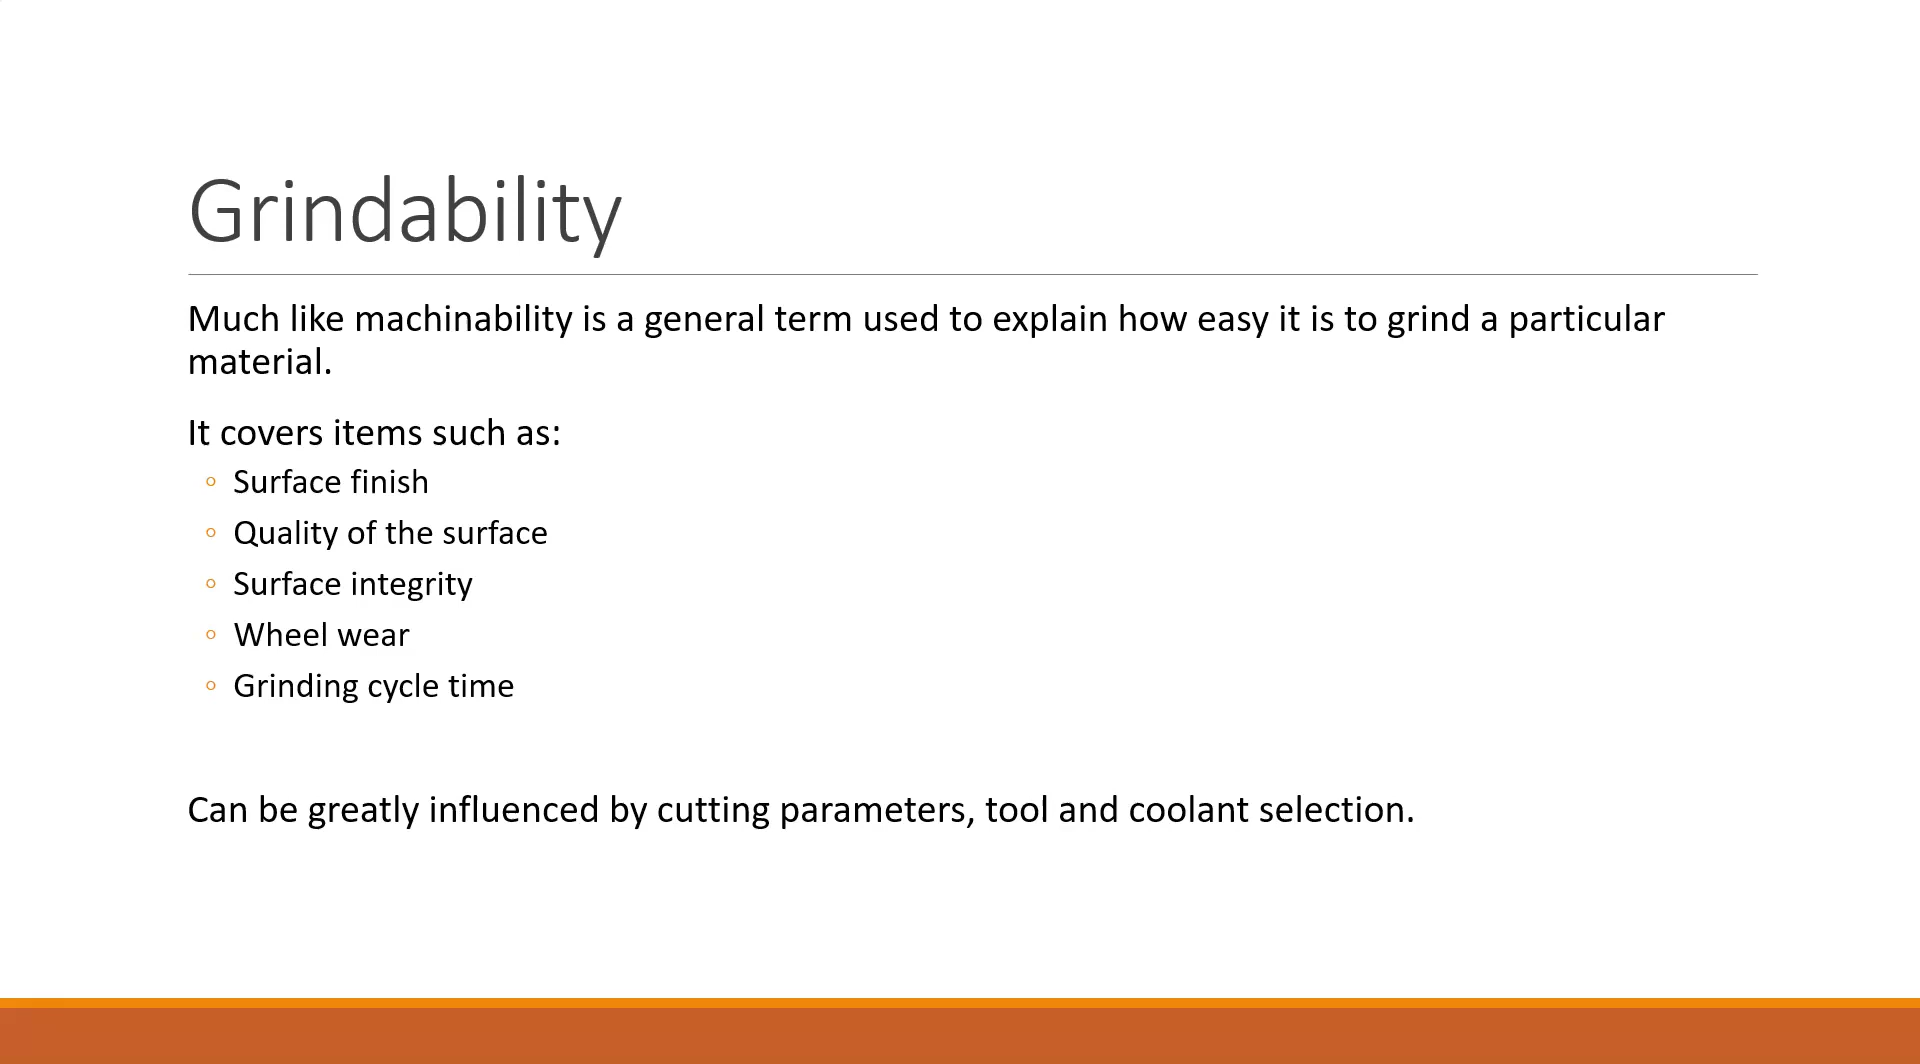 Grindability
Much like machinability is a general term used to explain how easy it is to grind a particular
material.
It covers items such as:
◦ Surface finish
◦ Quality of the surface
◦ Surface integrity
◦ Wheel wear
◦ Grinding cycle time
Can be greatly influenced by cutting parameters, tool and coolant selection.